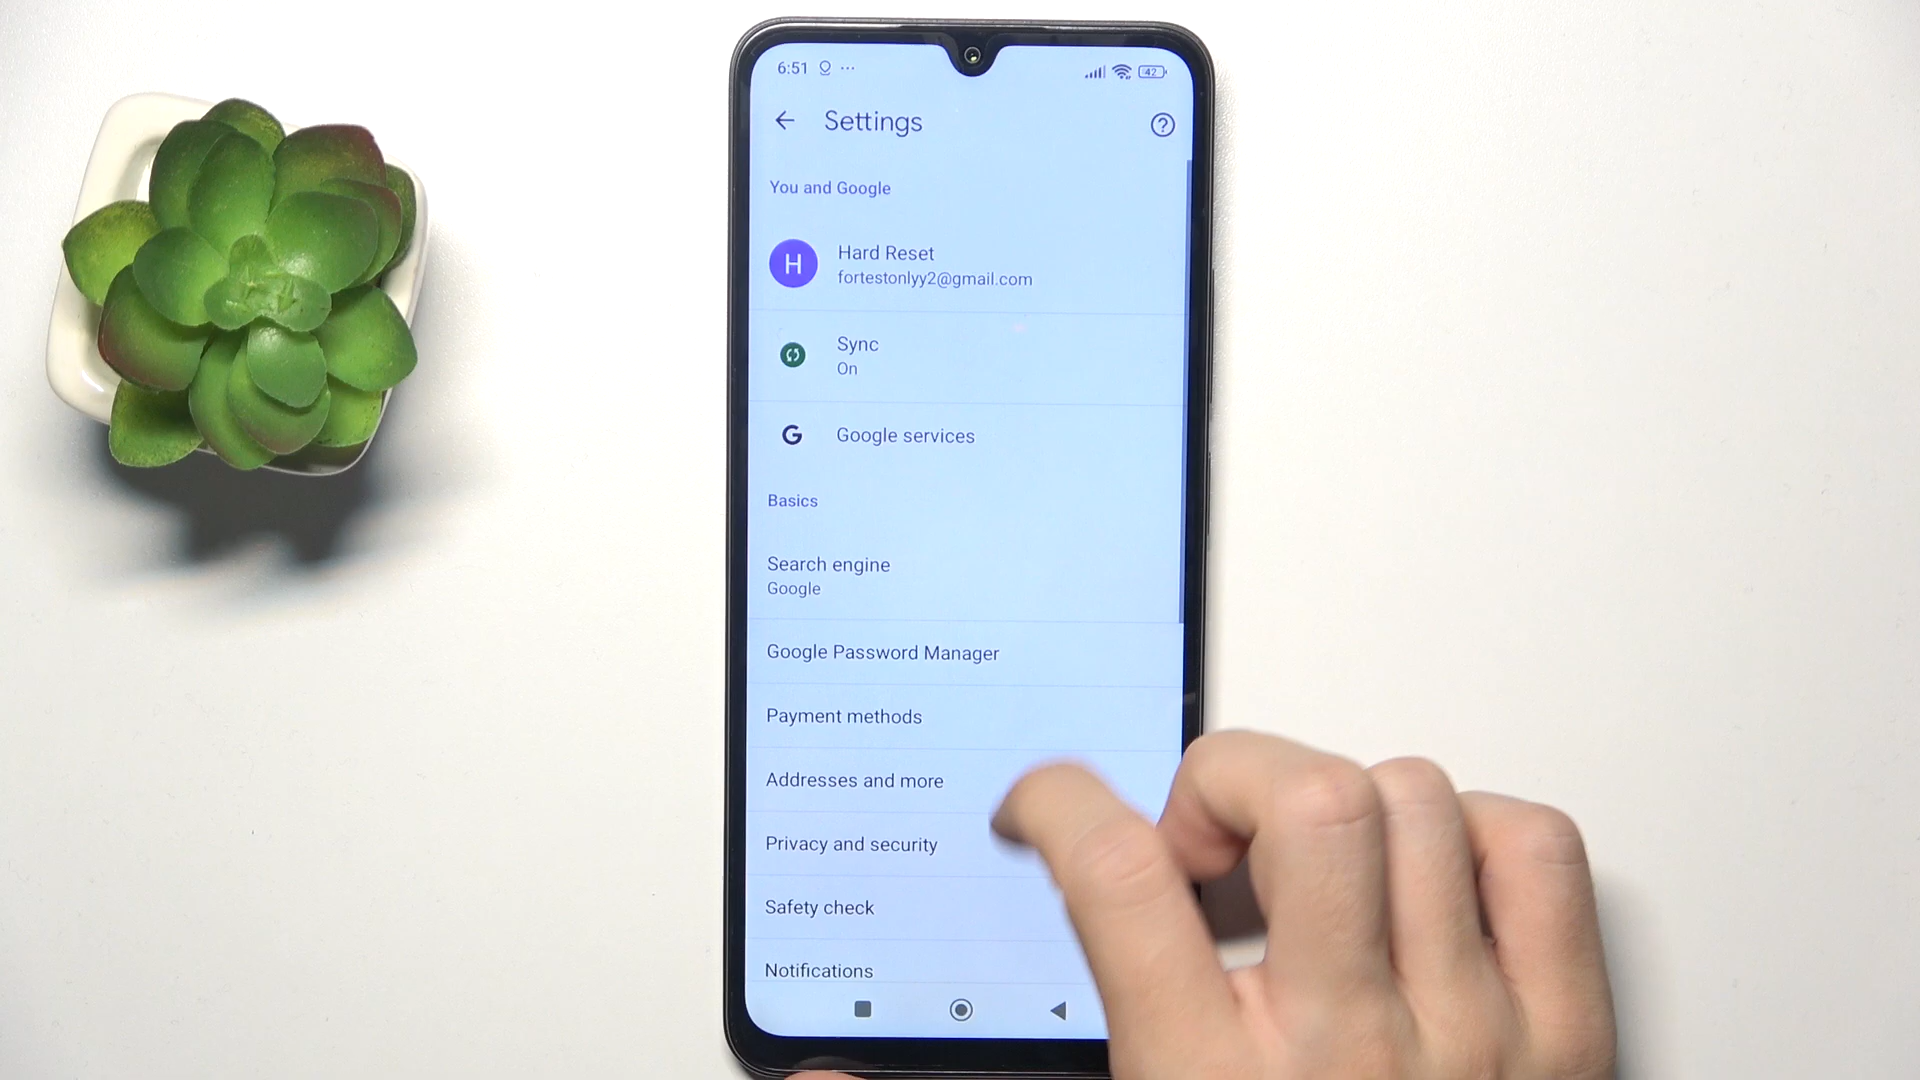 6:51 ...
42
Settings
You and Google
H
Hard Reset
fortestonlyy2@gmail.com
Sync
On
G
Google services
Basics
Search engine
Google
Google Password Manager
Payment methods
Addresses and more
Privacy and security
Safety check
Notifications